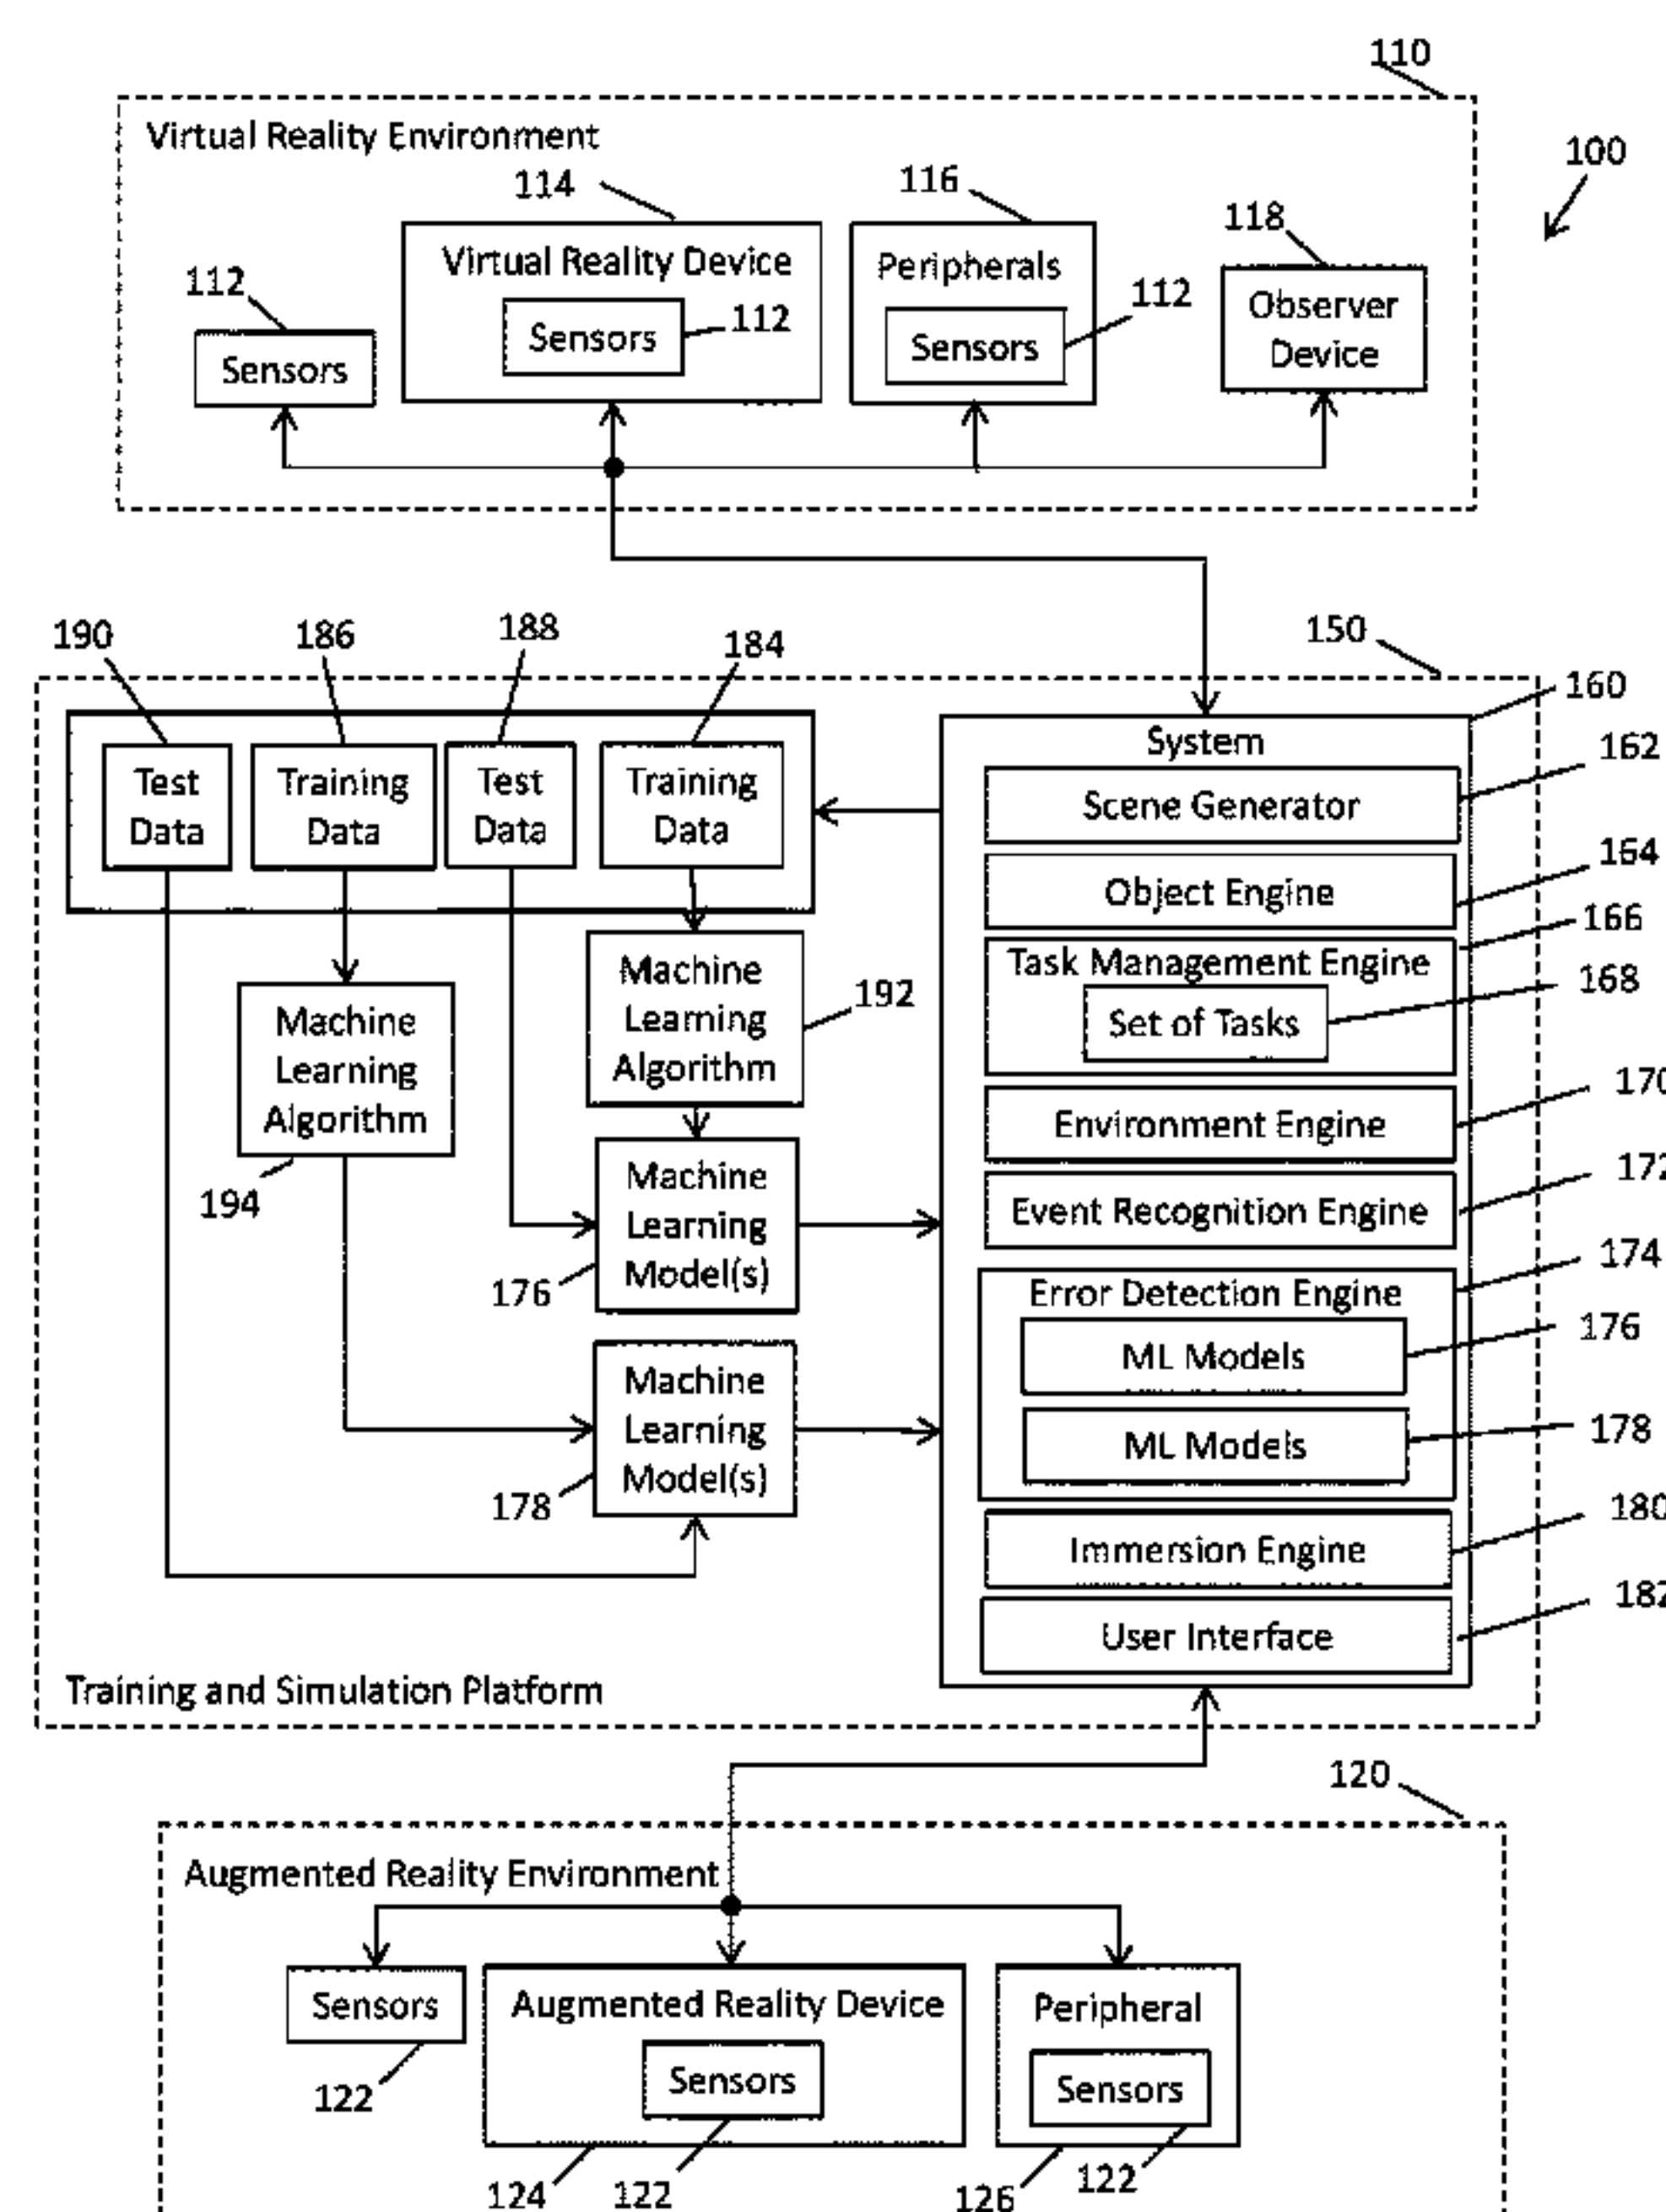 110
Virtual Reality Environment
100
114
116
118
Virtual Reality Device
Peripherals
112
112
Observer
Device
Sensors
112
Sensors
Sensors
190
186
188
184
150
160
System
162
Test
Data
Training
Data
Test
Data
Training
Data
Scene Generator
164
Object Engine
166
Task Management Engine
168
Set of Tasks
Machine
Learning
Algorithm
192
Machine
Learning
Algorithm
194
170
Environment Engine
172
Event Recognition Engine
Machine
Learning
Model(s)
176
174
Error Detection Engine
176
ML Models
178
ML Models
Machine
Learning
Model(s)
178
180
Immersion Engine
182
User Interface
Training and Simulation Platform
120
Augmented Reality Environment
Sensors
Augmented Reality Device
Peripheral
Sensors
Sensors
122
124
122
126
122